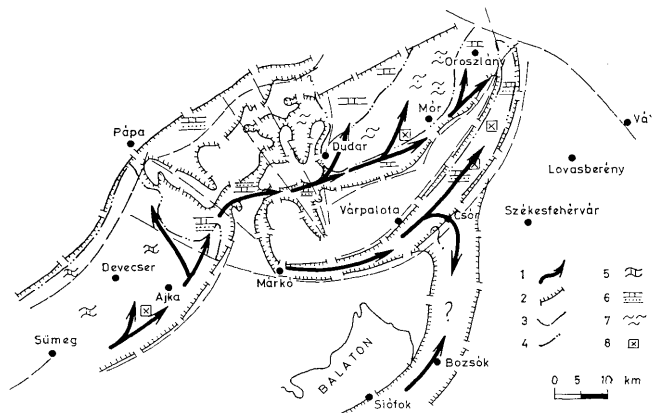 Oroszlány
Mór
Pápa
Dudar
Lovasberény
Várpalota
Csór
Székesfehérvár
Devecser
Ajka
Márkó
Sümeg
?
?
BALATON
Bozsók
Siófok
1
2
3
4
5
6
7
8
0 5 10 km